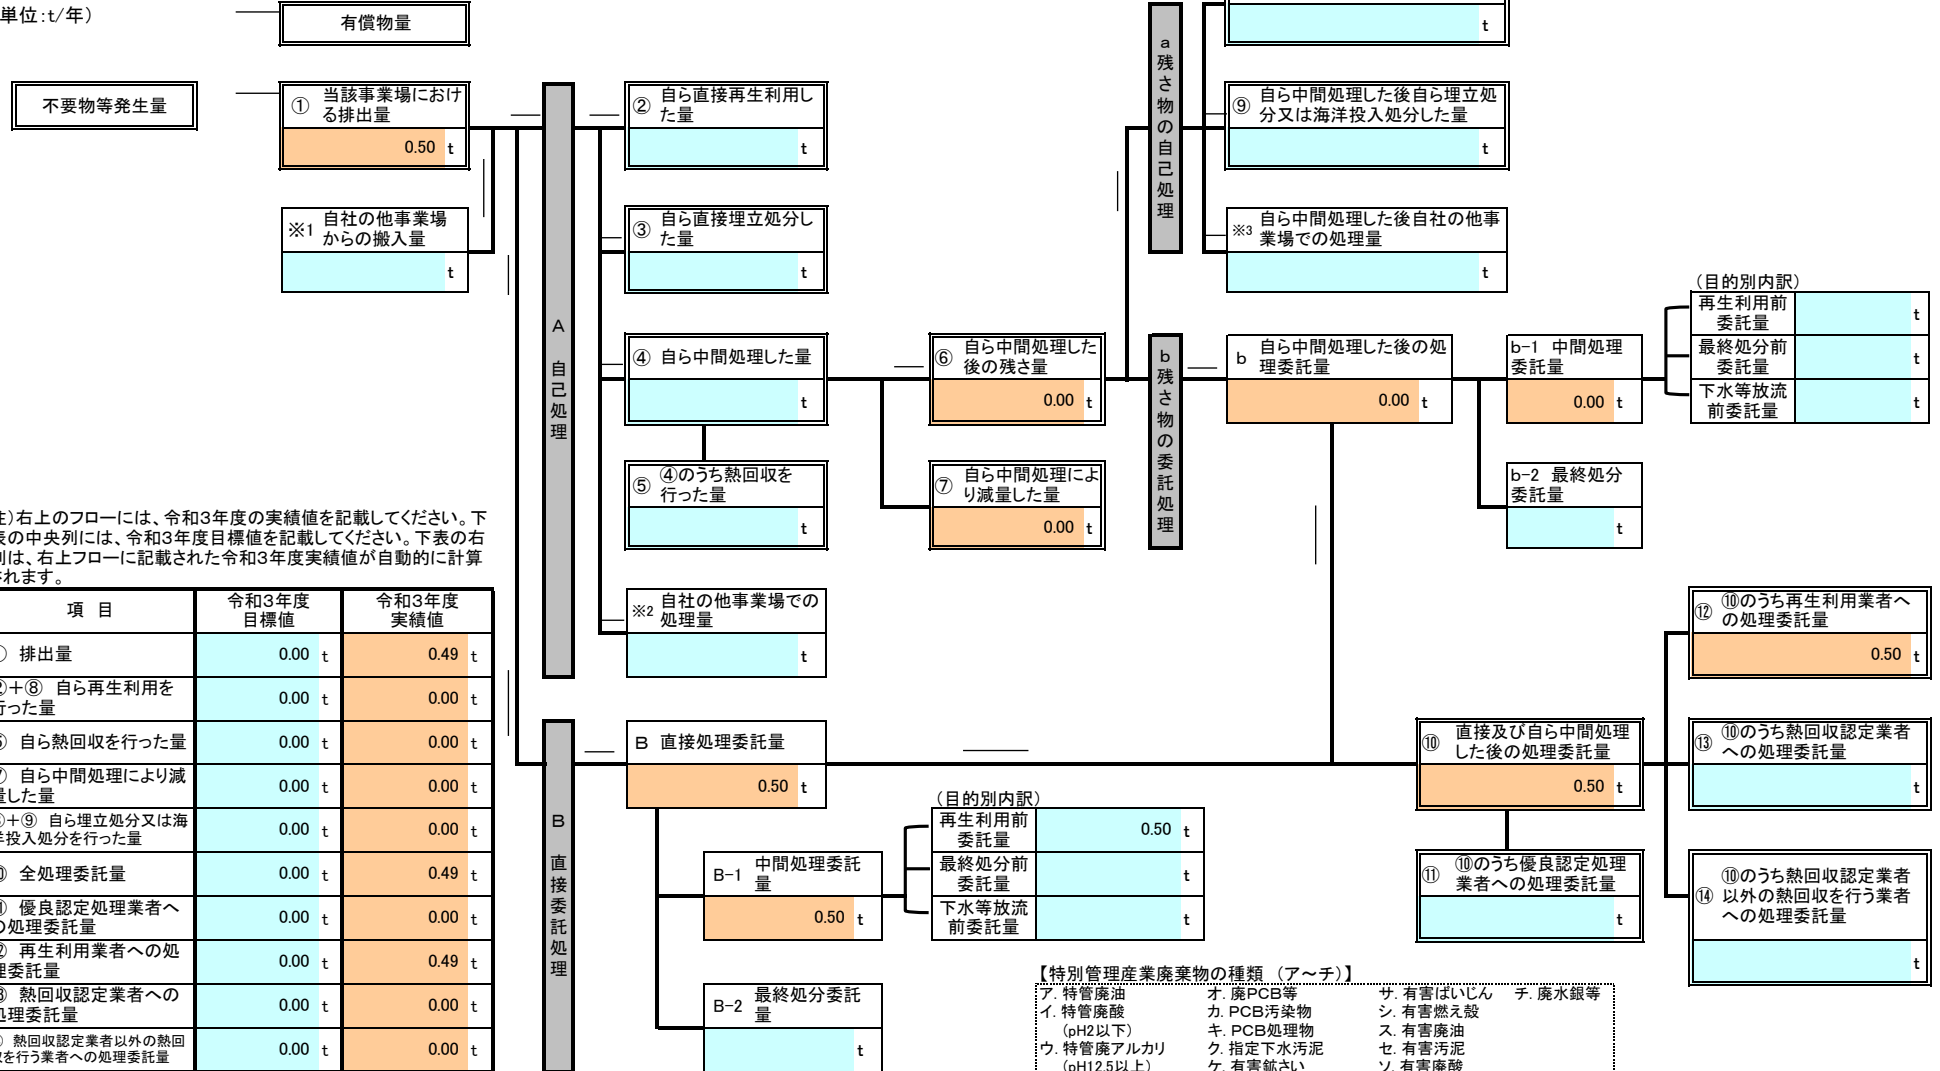 単位:t/年）
有償物量
t
不要物等発生量
① 当該事業場におけ
る排出量
0.50 t
※1 自社の他事業場
からの搬入量
t
A 自己処理
② 自ら直接再生利用し
た量
t
③ 自ら直接埋立処分し
た量
t
④ 自ら中間処理した量
t
⑤ ④のうち熱回収を
行った量
t
※2 自社の他事業場での
処理量
t
⑥ 自ら中間処理した
後の残さ量
0.00 t
⑦ 自ら中間処理によ
り減量した量
0.00 t
a 残さ物の自己処理
⑨ 自ら中間処理した後自ら埋立処
分又は海洋投入処分した量
t
※3 自ら中間処理した後自社の他事
業場での処理量
t
b 残さ物の委託処理
b 自ら中間処理した後の処
理委託量
0.00 t
b-1 中間処理
委託量
0.00 t
b-2 最終処分
委託量
t
（目的別内訳）
再生利用前
委託量
t
最終処分前
委託量
t
下水等放流
前委託量
t
)右上のフローには、令和3年度の実績値を記載してください。下
の中央列には、令和3年度目標値を記載してください。下表の右
は、右上フローに記載された令和3年度実績値が自動的に計算
れます。
項 目
令和3年度
目標値
令和3年度
実績値
排出量
0.00 t
0.49 t
＋⑧ 自ら再生利用を
った量
0.00 t
0.00 t
自ら熱回収を行った量
0.00 t
0.00 t
自ら中間処理により減
した量
0.00 t
0.00 t
＋⑨ 自ら埋立処分又は海
投入処分を行った量
0.00 t
0.00 t
全処理委託量
0.00 t
0.49 t
優良認定処理業者へ
の処理委託量
0.00 t
0.00 t
再生利用業者への処
理委託量
0.00 t
0.49 t
熱回収認定業者への
処理委託量
0.00 t
0.00 t
熱回収認定業者以外の熱回
を行う業者への処理委託量
0.00 t
0.00 t
B 直接委託処理
B 直接処理委託量
0.50 t
B-1 中間処理委託
量
0.50 t
B-2 最終処分委託
量
t
（目的別内訳）
再生利用前
委託量
0.50 t
最終処分前
委託量
t
下水等放流
前委託量
t
⑩ 直接及び自ら中間処理
した後の処理委託量
0.50 t
⑪ ⑩のうち優良認定処理
業者への処理委託量
t
⑫ ⑩のうち再生利用業者へ
の処理委託量
0.50 t
⑬ ⑩のうち熱回収認定業者
への処理委託量
t
⑭ ⑩のうち熱回収認定業者
以外の熱回収を行う業者
への処理委託量
t
【特別管理産業廃棄物の種類 （ア～チ）】
ア. 特管廃油 オ. 廃PCB等 サ. 有害ばいじん チ. 廃水銀等
イ. 特管廃酸 カ. PCB汚染物 シ. 有害燃え殻
（pH2以下） キ. PCB処理物 ス. 有害廃油
ウ. 特管廃アルカリ ク. 指定下水汚泥 セ. 有害汚泥
（pH12.5以上） ケ. 有害鉱さい ソ. 有害廃酸